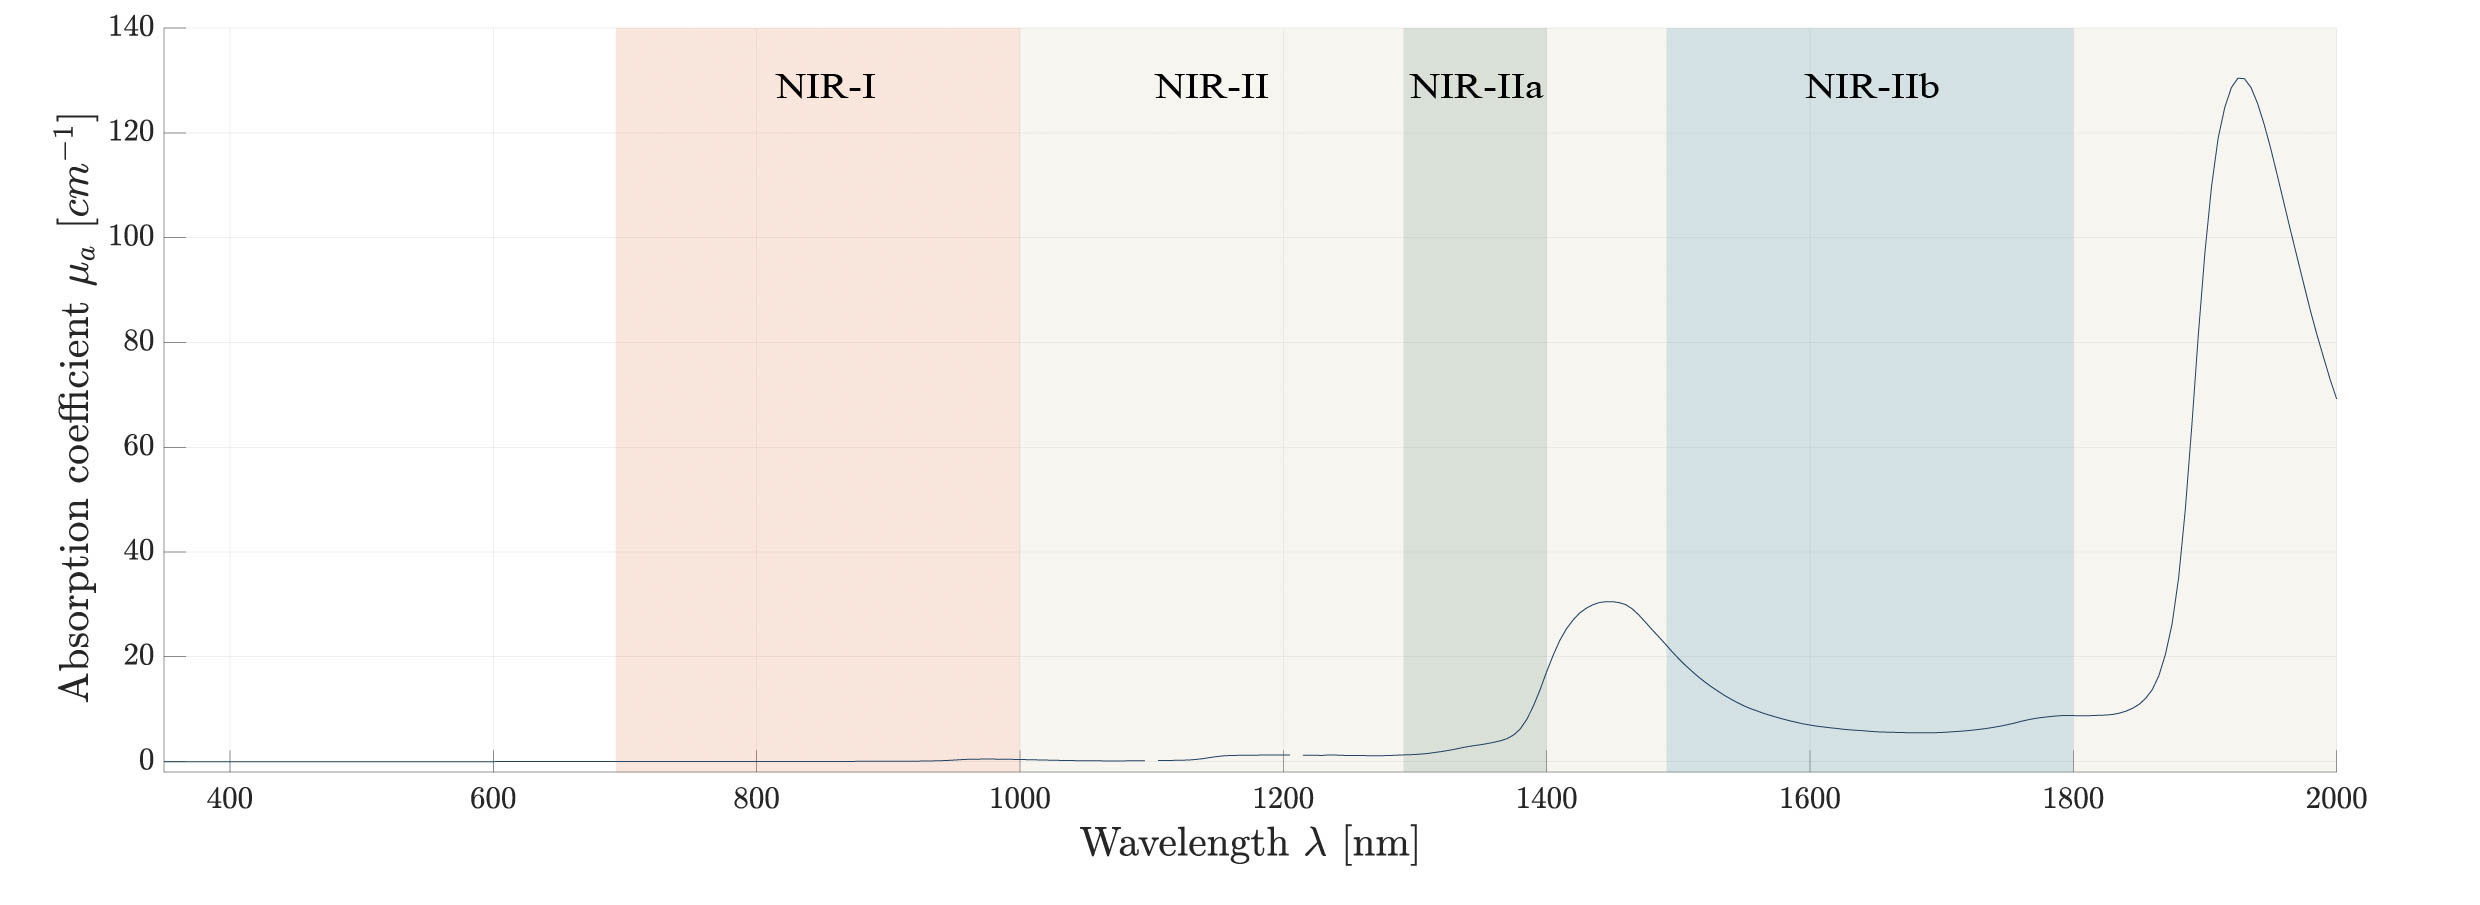 140
120
100
80
60
40
20
0
Absorption coefficient μₐ [cm⁻¹]
NIR-I
NIR-II
NIR-IIa
NIR-IIb
400 600 800 1000 1200 1400 1600 1800 2000
Wavelength λ [nm]